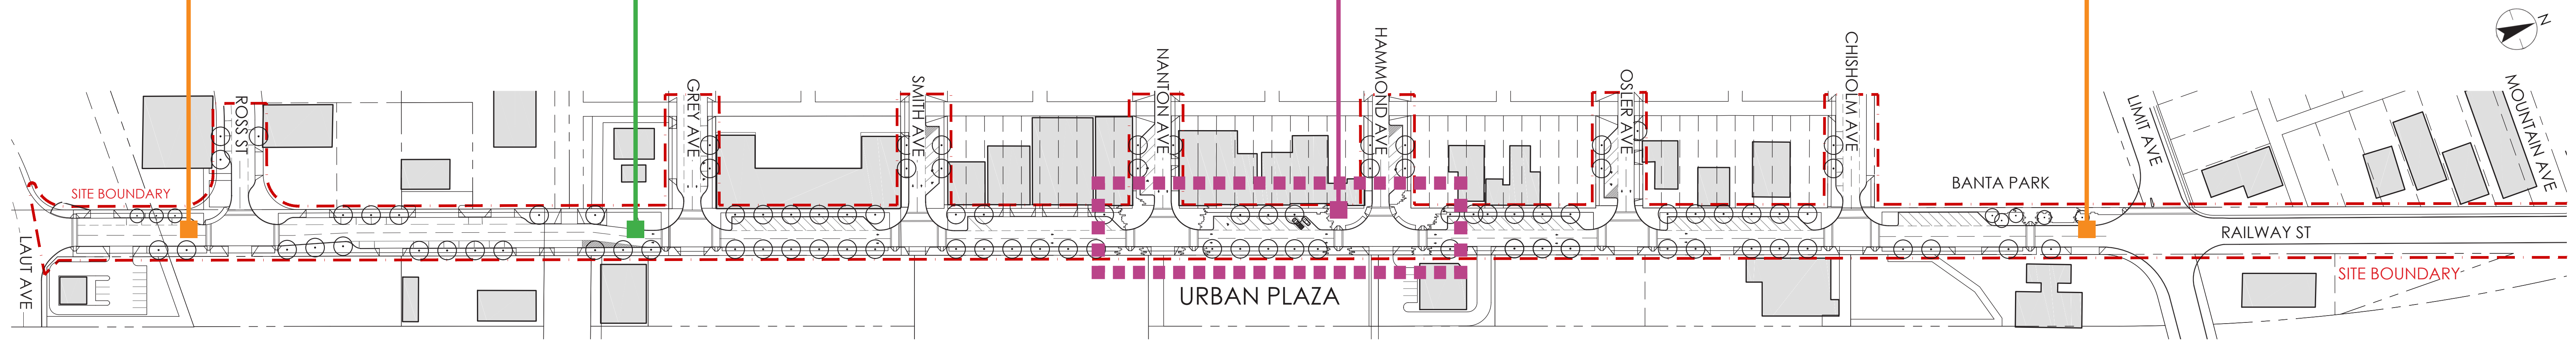 N
ROSS ST
GREY AVE
SMITH AVE
NANTON AVE
HAMMOND AVE
OSLER AVE
CHISHOLM AVE
LIMIT AVE
MOUNTAIN AVE
SITE BOUNDARY
BANTA PARK
LAUT AVE
RAILWAY ST
SITE BOUNDARY
URBAN PLAZA